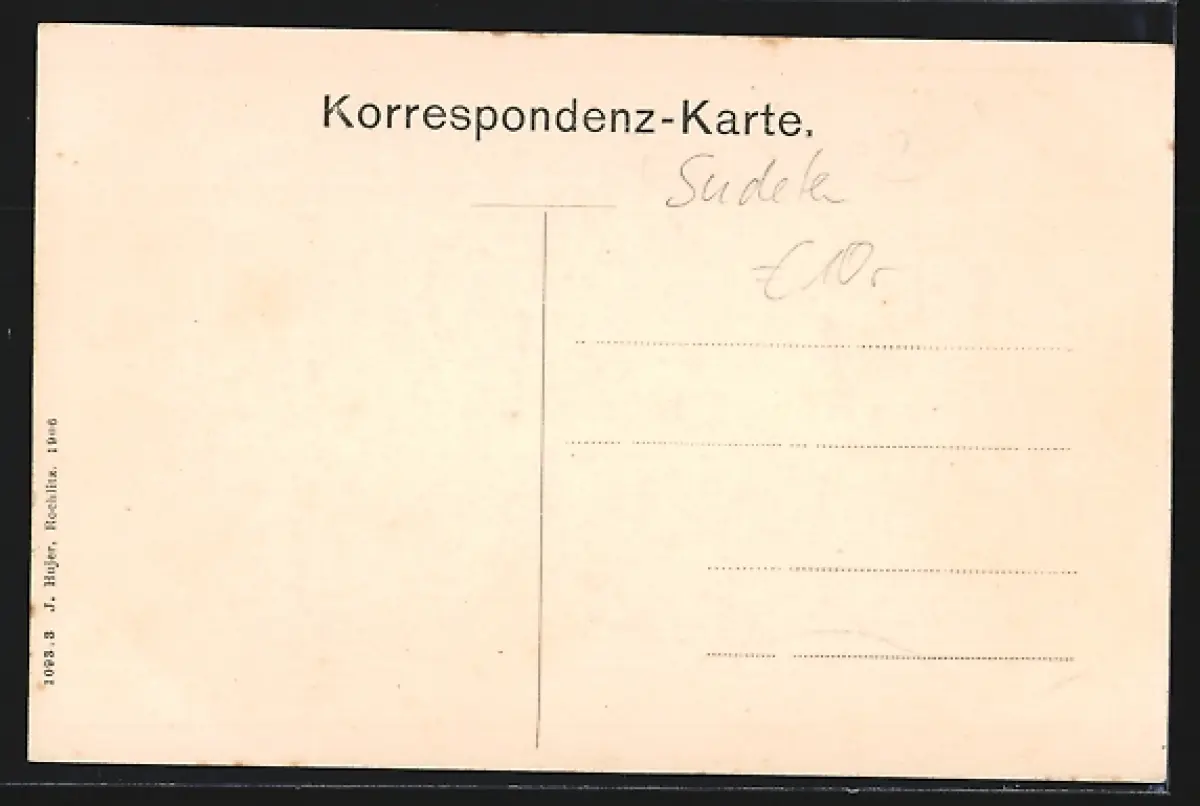 Korrespondenz-Karte.
Sudeten
€ 10,-
1093.3 J. Hujer, Rochlitz. 1906